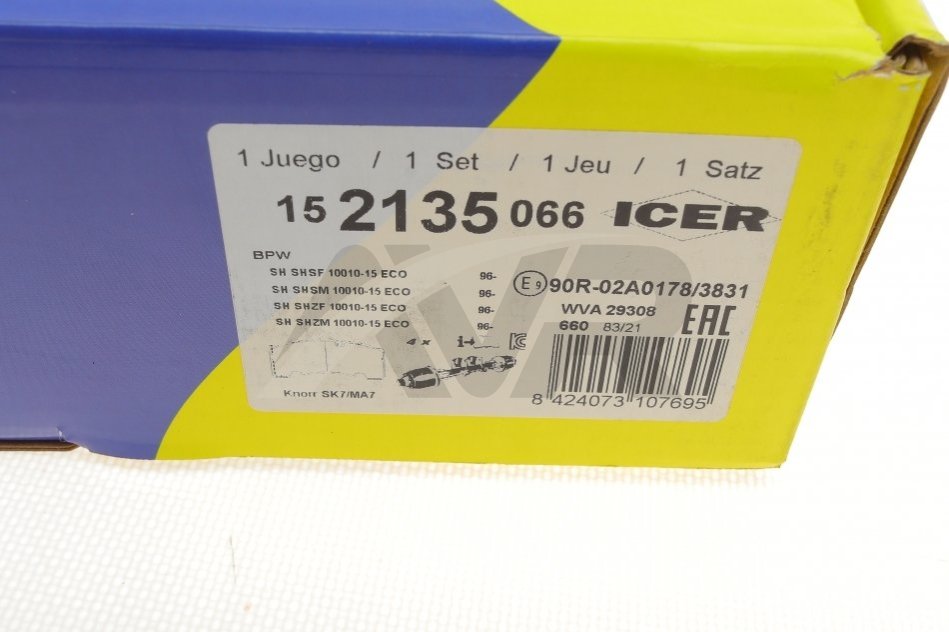 1 Juego / 1 Set / 1 Jeu / 1 Satz
15 2135 066 ICER
BPW
SH SHSF 10010-15 ECO 96-
SH SHSM 10010-15 ECO 96-
SH SHZF 10010-15 ECO 96-
SH SHZM 10010-15 ECO 96-
E9 90R-02A0178/3831
WVA 29308
660 83/21
EAC
4 x
Knorr SK7/MA7
8 424073 107695
AVR